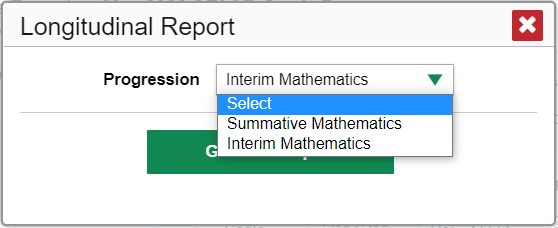 Longitudinal Report
Progression
Interim Mathematics
Select
Summative Mathematics
Interim Mathematics